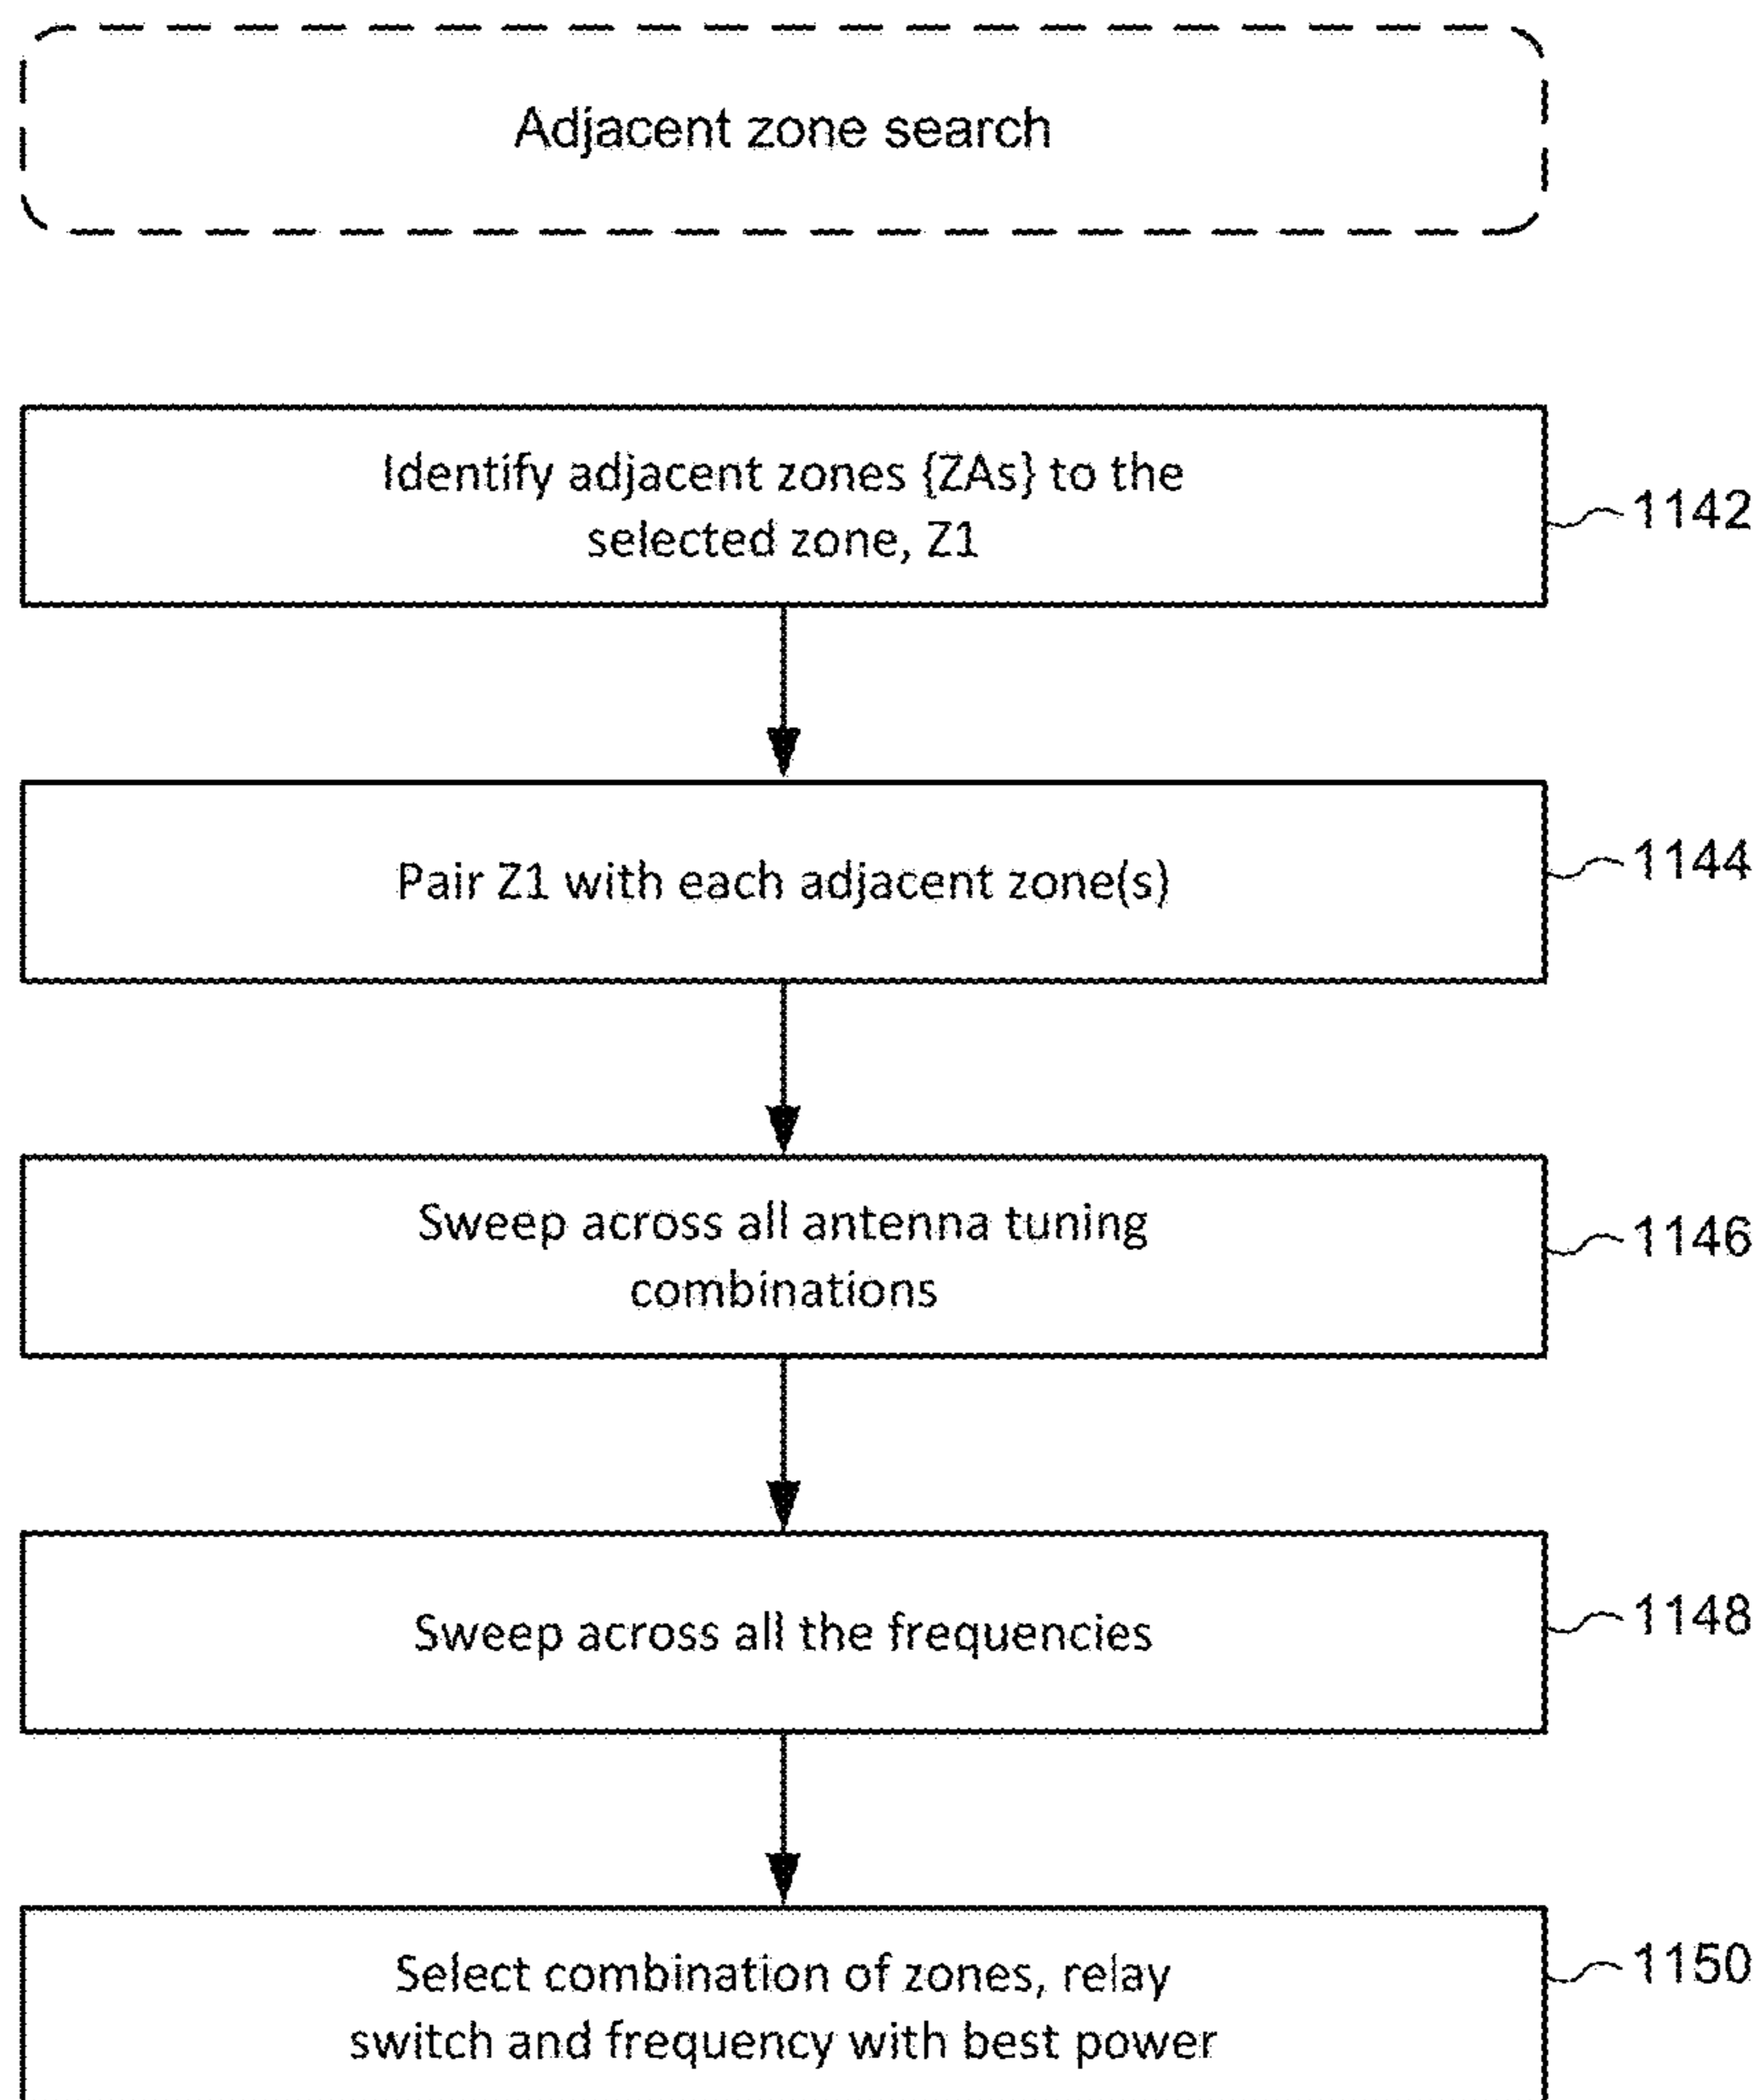 Adjacent zone search
Identify adjacent zones {ZAs} to the
selected zone, Z1
1142
Pair Z1 with each adjacent zone(s)
1144
Sweep across all antenna tuning
combinations
1146
Sweep across all the frequencies
1148
Select combination of zones, relay
switch and frequency with best power
1150